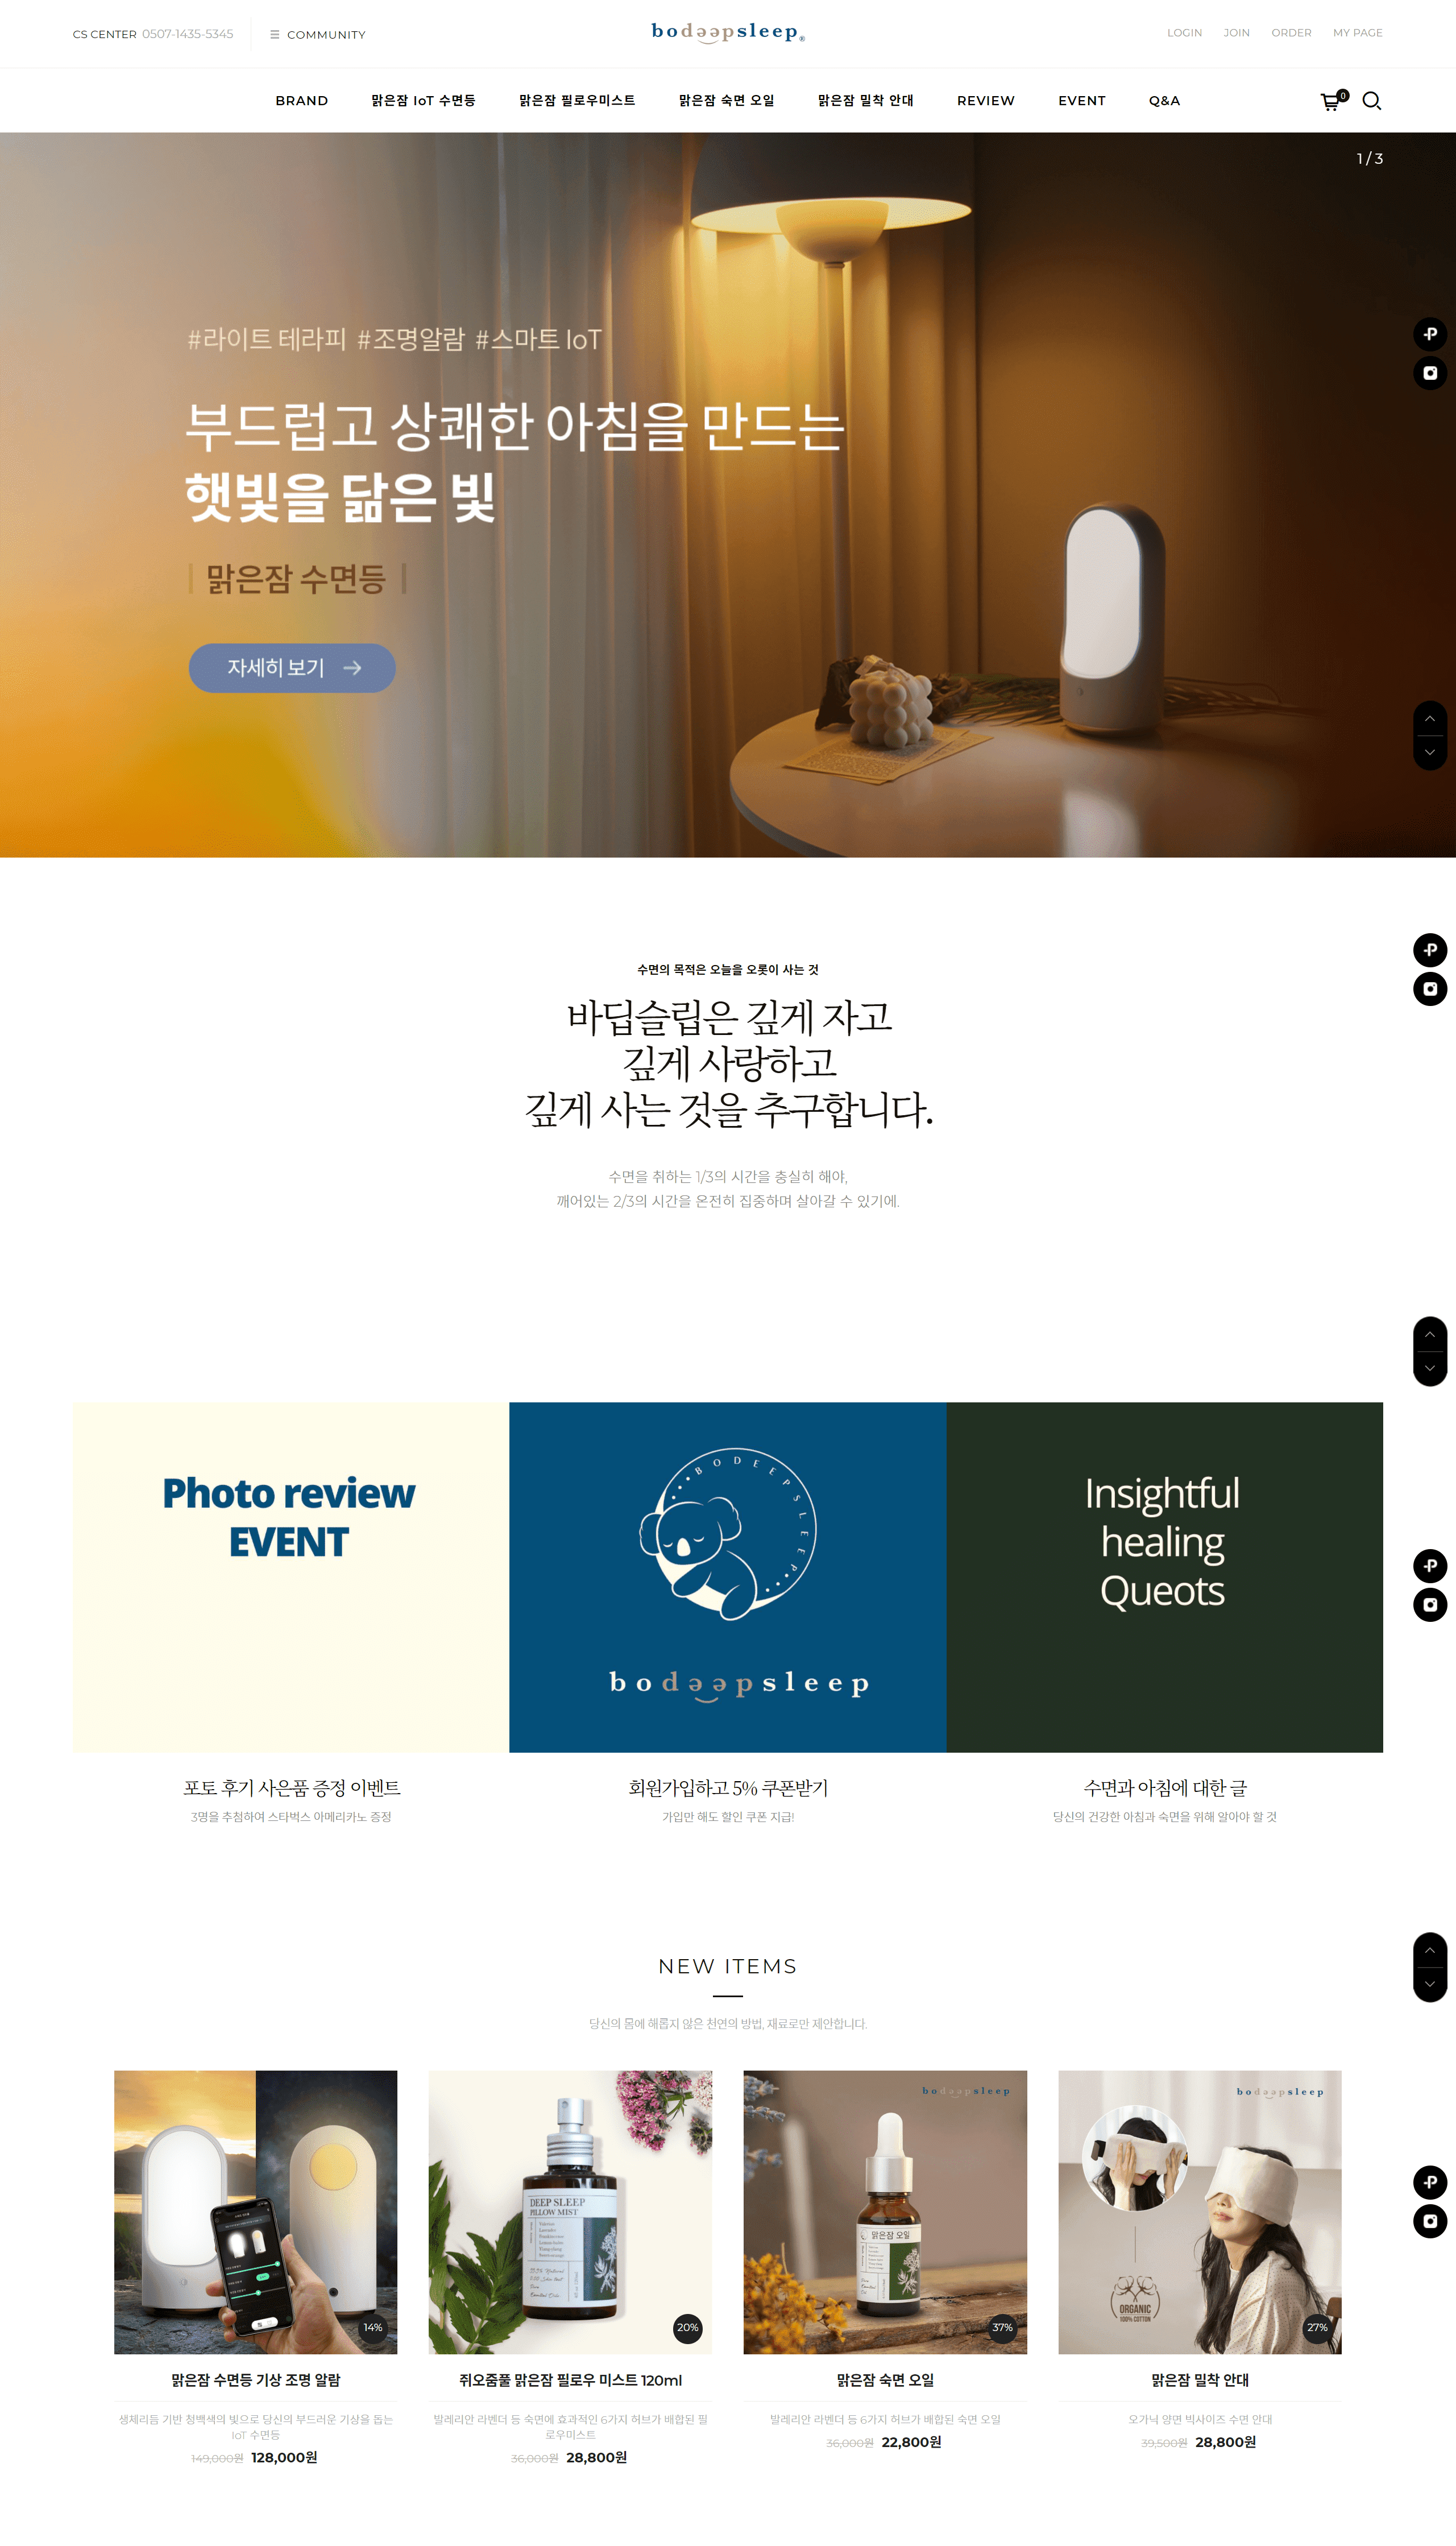 CS CENTER 0507-1435-5345
COMMUNITY
bodeepsleep®
LOGIN JOIN ORDER MY PAGE
BRAND 맑은잠 IoT 수면등 맑은잠 필로우미스트 맑은잠 숙면 오일 맑은잠 밀착 안대 REVIEW EVENT Q&A
0
1 / 3
#라이트 테라피 #조명알람 #스마트 IoT
부드럽고 상쾌한 아침을 만드는
햇빛을 닮은 빛
맑은잠 수면등
자세히 보기
수면의 목적은 오늘을 오롯이 사는 것
바딥슬립은 깊게 자고
깊게 사랑하고
깊게 사는 것을 추구합니다.
수면을 취하는 1/3의 시간을 충실히 해야,
깨어있는 2/3의 시간을 온전히 집중하며 살아갈 수 있기에.
Photo review
EVENT
BODEEPSLEEP
bodeepsleep
Insightful
healing
Queots
포토 후기 사은품 증정 이벤트
3명을 추첨하여 스타벅스 아메리카노 증정
회원가입하고 5% 쿠폰받기
가입만 해도 할인 쿠폰 지급!
수면과 아침에 대한 글
당신의 건강한 아침과 숙면을 위해 알아야 할 것
NEW ITEMS
당신의 몸에 해롭지 않은 천연의 방법, 재료로만 제안합니다.
14%
DEEP SLEEP
PILLOW MIST
20%
bodeepsleep
맑은잠 오일
37%
bodeepsleep
ORGANIC
100% COTTON
27%
맑은잠 수면등 기상 조명 알람
생체리듬 기반 청백색의 빛으로 당신의 부드러운 기상을 돕는
IoT 수면등
149,000원 128,000원
쥐오줌풀 맑은잠 필로우 미스트 120ml
발레리안 라벤더 등 숙면에 효과적인 6가지 허브가 배합된 필
로우미스트
36,000원 28,800원
맑은잠 숙면 오일
발레리안 라벤더 등 6가지 허브가 배합된 숙면 오일
36,000원 22,800원
맑은잠 밀착 안대
오가닉 양면 빅사이즈 수면 안대
39,500원 28,800원